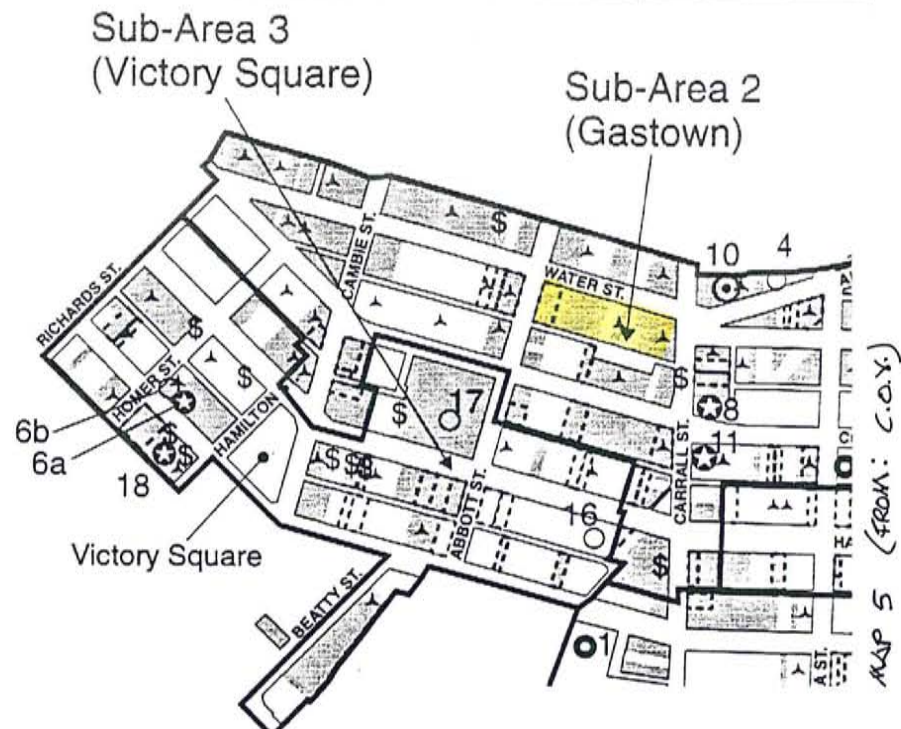 Sub-Area 3
(Victory Square)
Sub-Area 2
(Gastown)
10
4
CAMBIE ST.
$
WATER ST.
RICHARDS ST.
$
$
HOMER ST.
HAMILTON
6b
6a
18
$
$
$
17
$
8
11
CARRALL ST.
$$$
ABBOTT ST.
16
$
Victory Square
BEATTY ST.
1
A ST.
MAP 5 (FROM: C.O.V.)